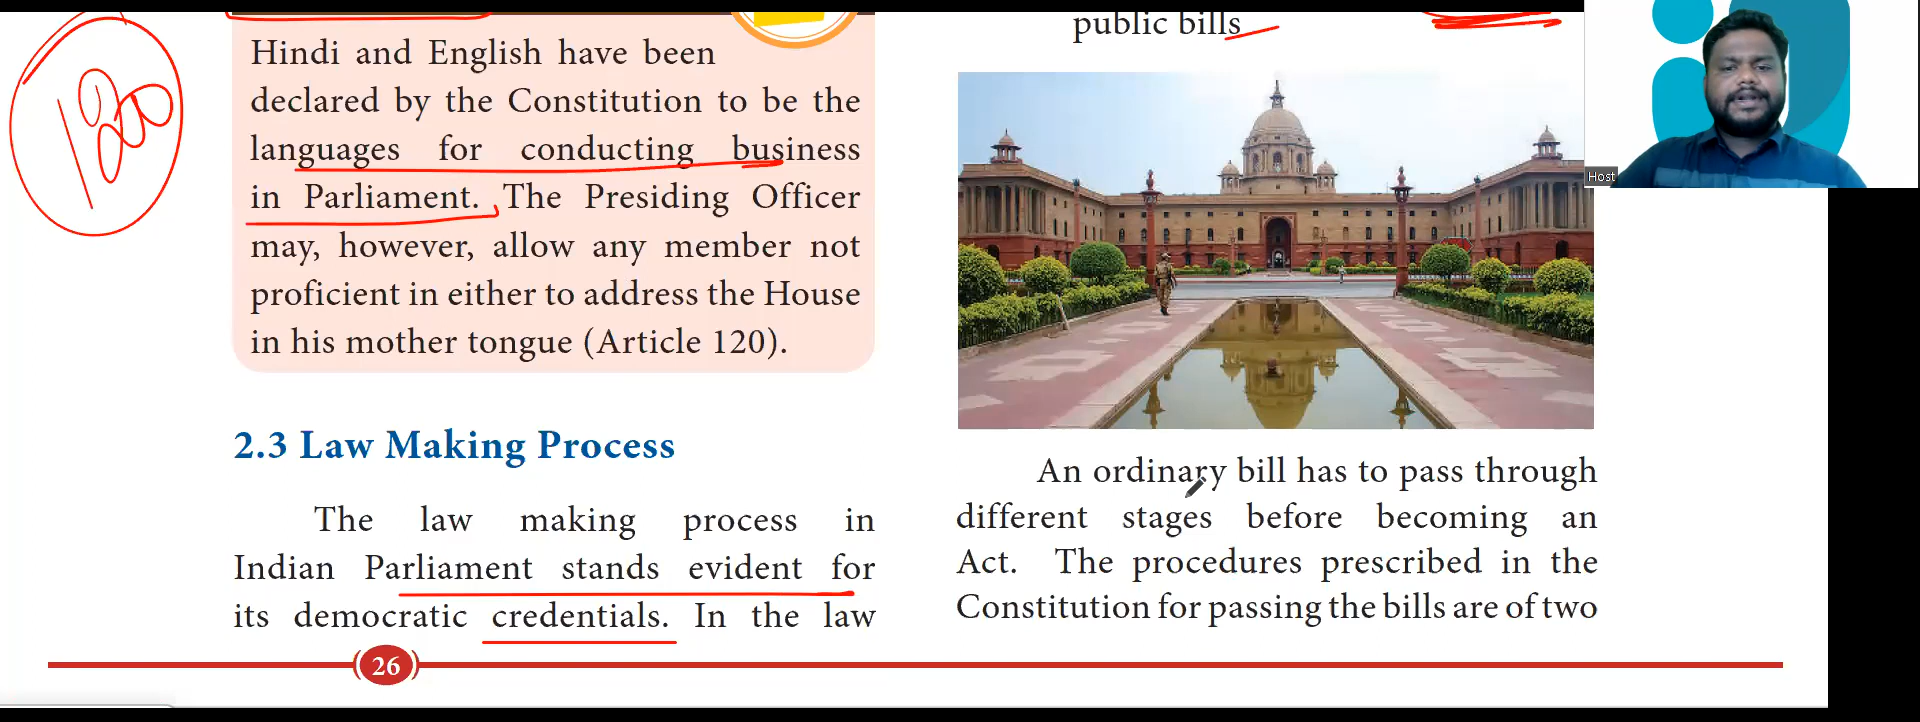 Hindi and English have been
declared by the Constitution to be the
languages for conducting business
in Parliament. The Presiding Officer
may, however, allow any member not
proficient in either to address the House
in his mother tongue (Article 120).
2.3 Law Making Process
The law making process in
Indian Parliament stands evident for
its democratic credentials. In the law
26
public bills
Host
An ordinary bill has to pass through
different stages before becoming an
Act. The procedures prescribed in the
Constitution for passing the bills are of two